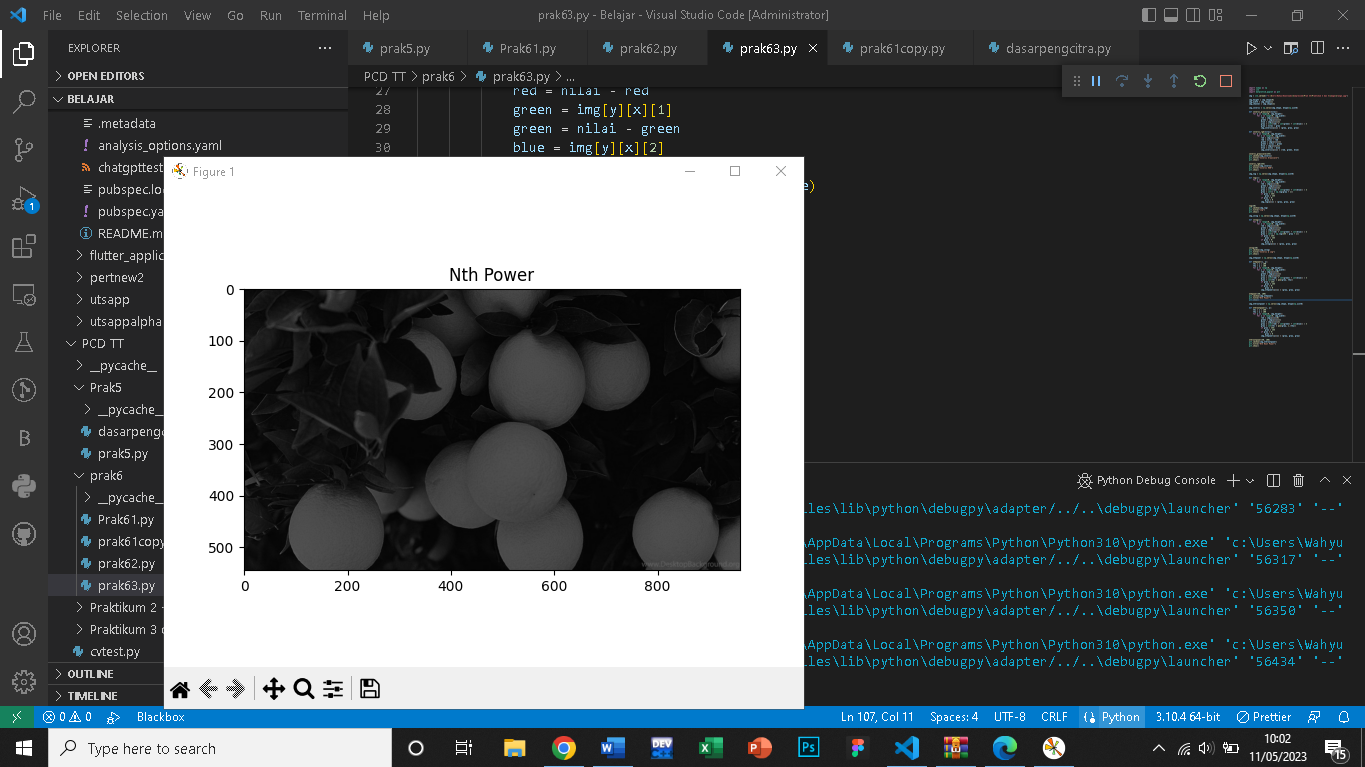 File Edit Selection View Go Run Terminal Help
prak63.py - Belajar - Visual Studio Code [Administrator]
EXPLORER
prak5.py
Prak61.py
prak62.py
prak63.py
prak61copy.py
dasarpengcitra.py
OPEN EDITORS
BELAJAR
.metadata
analysis_options.yaml
chatgpttest
pubspec.lo
pubspec.ya
README.m
flutter_applic
pertnew2
utsapp
utsappalpha
PCD TT
__pycache__
Prak5
__pycache__
dasarpeng
prak5.py
prak6
__pycache__
Prak61.py
prak61copy
prak62.py
prak63.py
Praktikum 2 -
Praktikum 3
cvtest.py
OUTLINE
TIMELINE
PCD TT > prak6 > prak63.py > ...
27 red = nilai - red
28 green = img[y][x][1]
29 green = nilai - green
30 blue = img[y][x][2]
e)
Figure 1
Nth Power
0
100
200
300
400
500
0 200 400 600 800
Python Debug Console
les\lib\python\debugpy\adapter/../..\debugpy\launcher' '56283' '--'
\AppData\Local\Programs\Python\Python310\python.exe' 'c:\Users\Wahyu
les\lib\python\debugpy\adapter/../..\debugpy\launcher' '56317' '--'
\AppData\Local\Programs\Python\Python310\python.exe' 'c:\Users\Wahyu
les\lib\python\debugpy\adapter/../..\debugpy\launcher' '56350' '--'
\AppData\Local\Programs\Python\Python310\python.exe' 'c:\Users\Wahyu
les\lib\python\debugpy\adapter/../..\debugpy\launcher' '56434' '--'
0 0 Blackbox
Ln 107, Col 11 Spaces: 4 UTF-8 CRLF Python 3.10.4 64-bit Prettier
Type here to search
10:02
11/05/2023
15